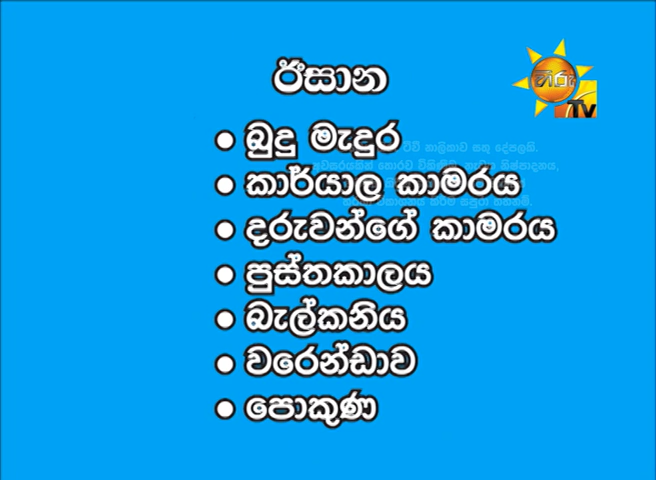 ඊසාන
හිරු
TV
• බුදු මැදුර
• කාර්යාල කාමරය
• දරුවන්ගේ කාමරය
• පුස්තකාලය
• බැල්කනිය
• වරෙන්ඩාව
• පොකුණ